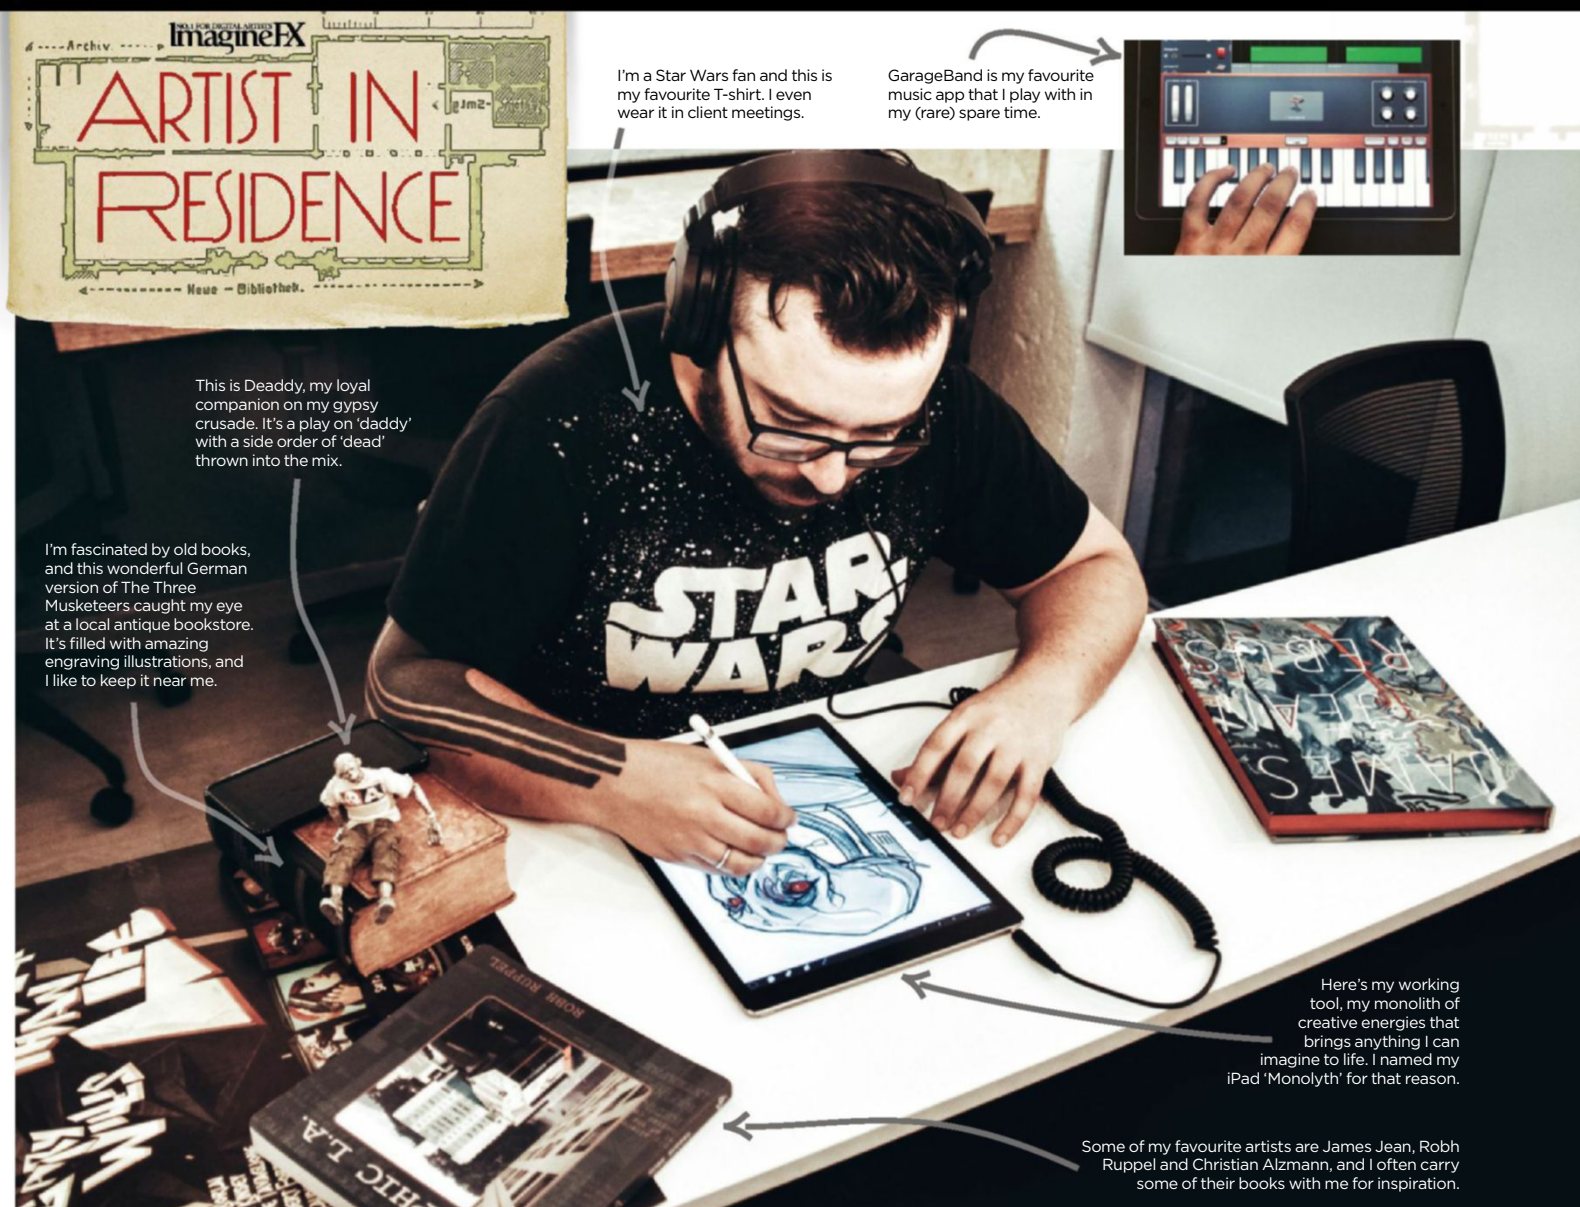 NO.1 FOR DIGITAL ARTISTS
ImagineFX
Archiv.
ARTIST IN
RESIDENCE
Neue - Bibliothek.
I'm a Star Wars fan and this is
my favourite T-shirt. I even
wear it in client meetings.
GarageBand is my favourite
music app that I play with in
my (rare) spare time.
This is Deaddy, my loyal
companion on my gypsy
crusade. It's a play on 'daddy'
with a side order of 'dead'
thrown into the mix.
I'm fascinated by old books,
and this wonderful German
version of The Three
Musketeers caught my eye
at a local antique bookstore.
It's filled with amazing
engraving illustrations, and
I like to keep it near me.
STAR
WARS
ROBH RUPPEL
PHIC L.A.
Here's my working
tool, my monolith of
creative energies that
brings anything I can
imagine to life. I named my
iPad 'Monolyth' for that reason.
Some of my favourite artists are James Jean, Robh
Ruppel and Christian Alzmann, and I often carry
some of their books with me for inspiration.